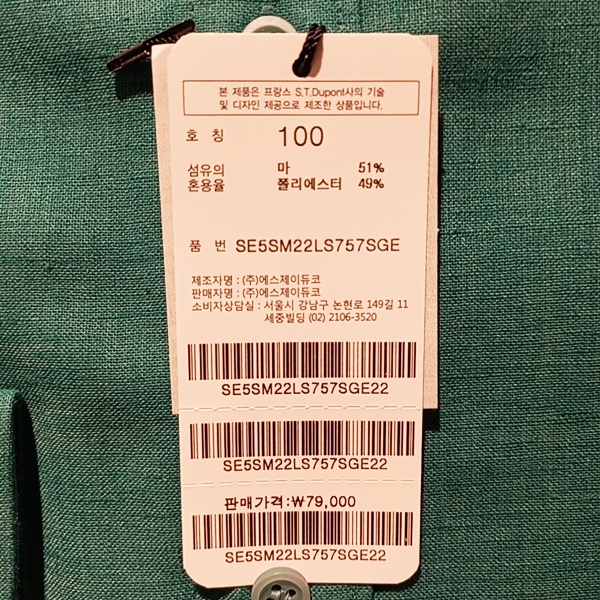 본 제품은 프랑스 S.T.Dupont사의 기술
및 디자인 제공으로 제조한 상품입니다.
호 칭 100
섬유의 마 51%
혼용율 폴리에스터 49%
품 번 SE5SM22LS757SGE
제조자명 : (주)에스제이듀코
판매자명 : (주)에스제이듀코
소비자상담실 : 서울시 강남구 논현로 149길 11
세중빌딩 (02) 2106-3520
SE5SM22LS757SGE22
SE5SM22LS757SGE22
판매가격:₩79,000
SE5SM22LS757SGE22